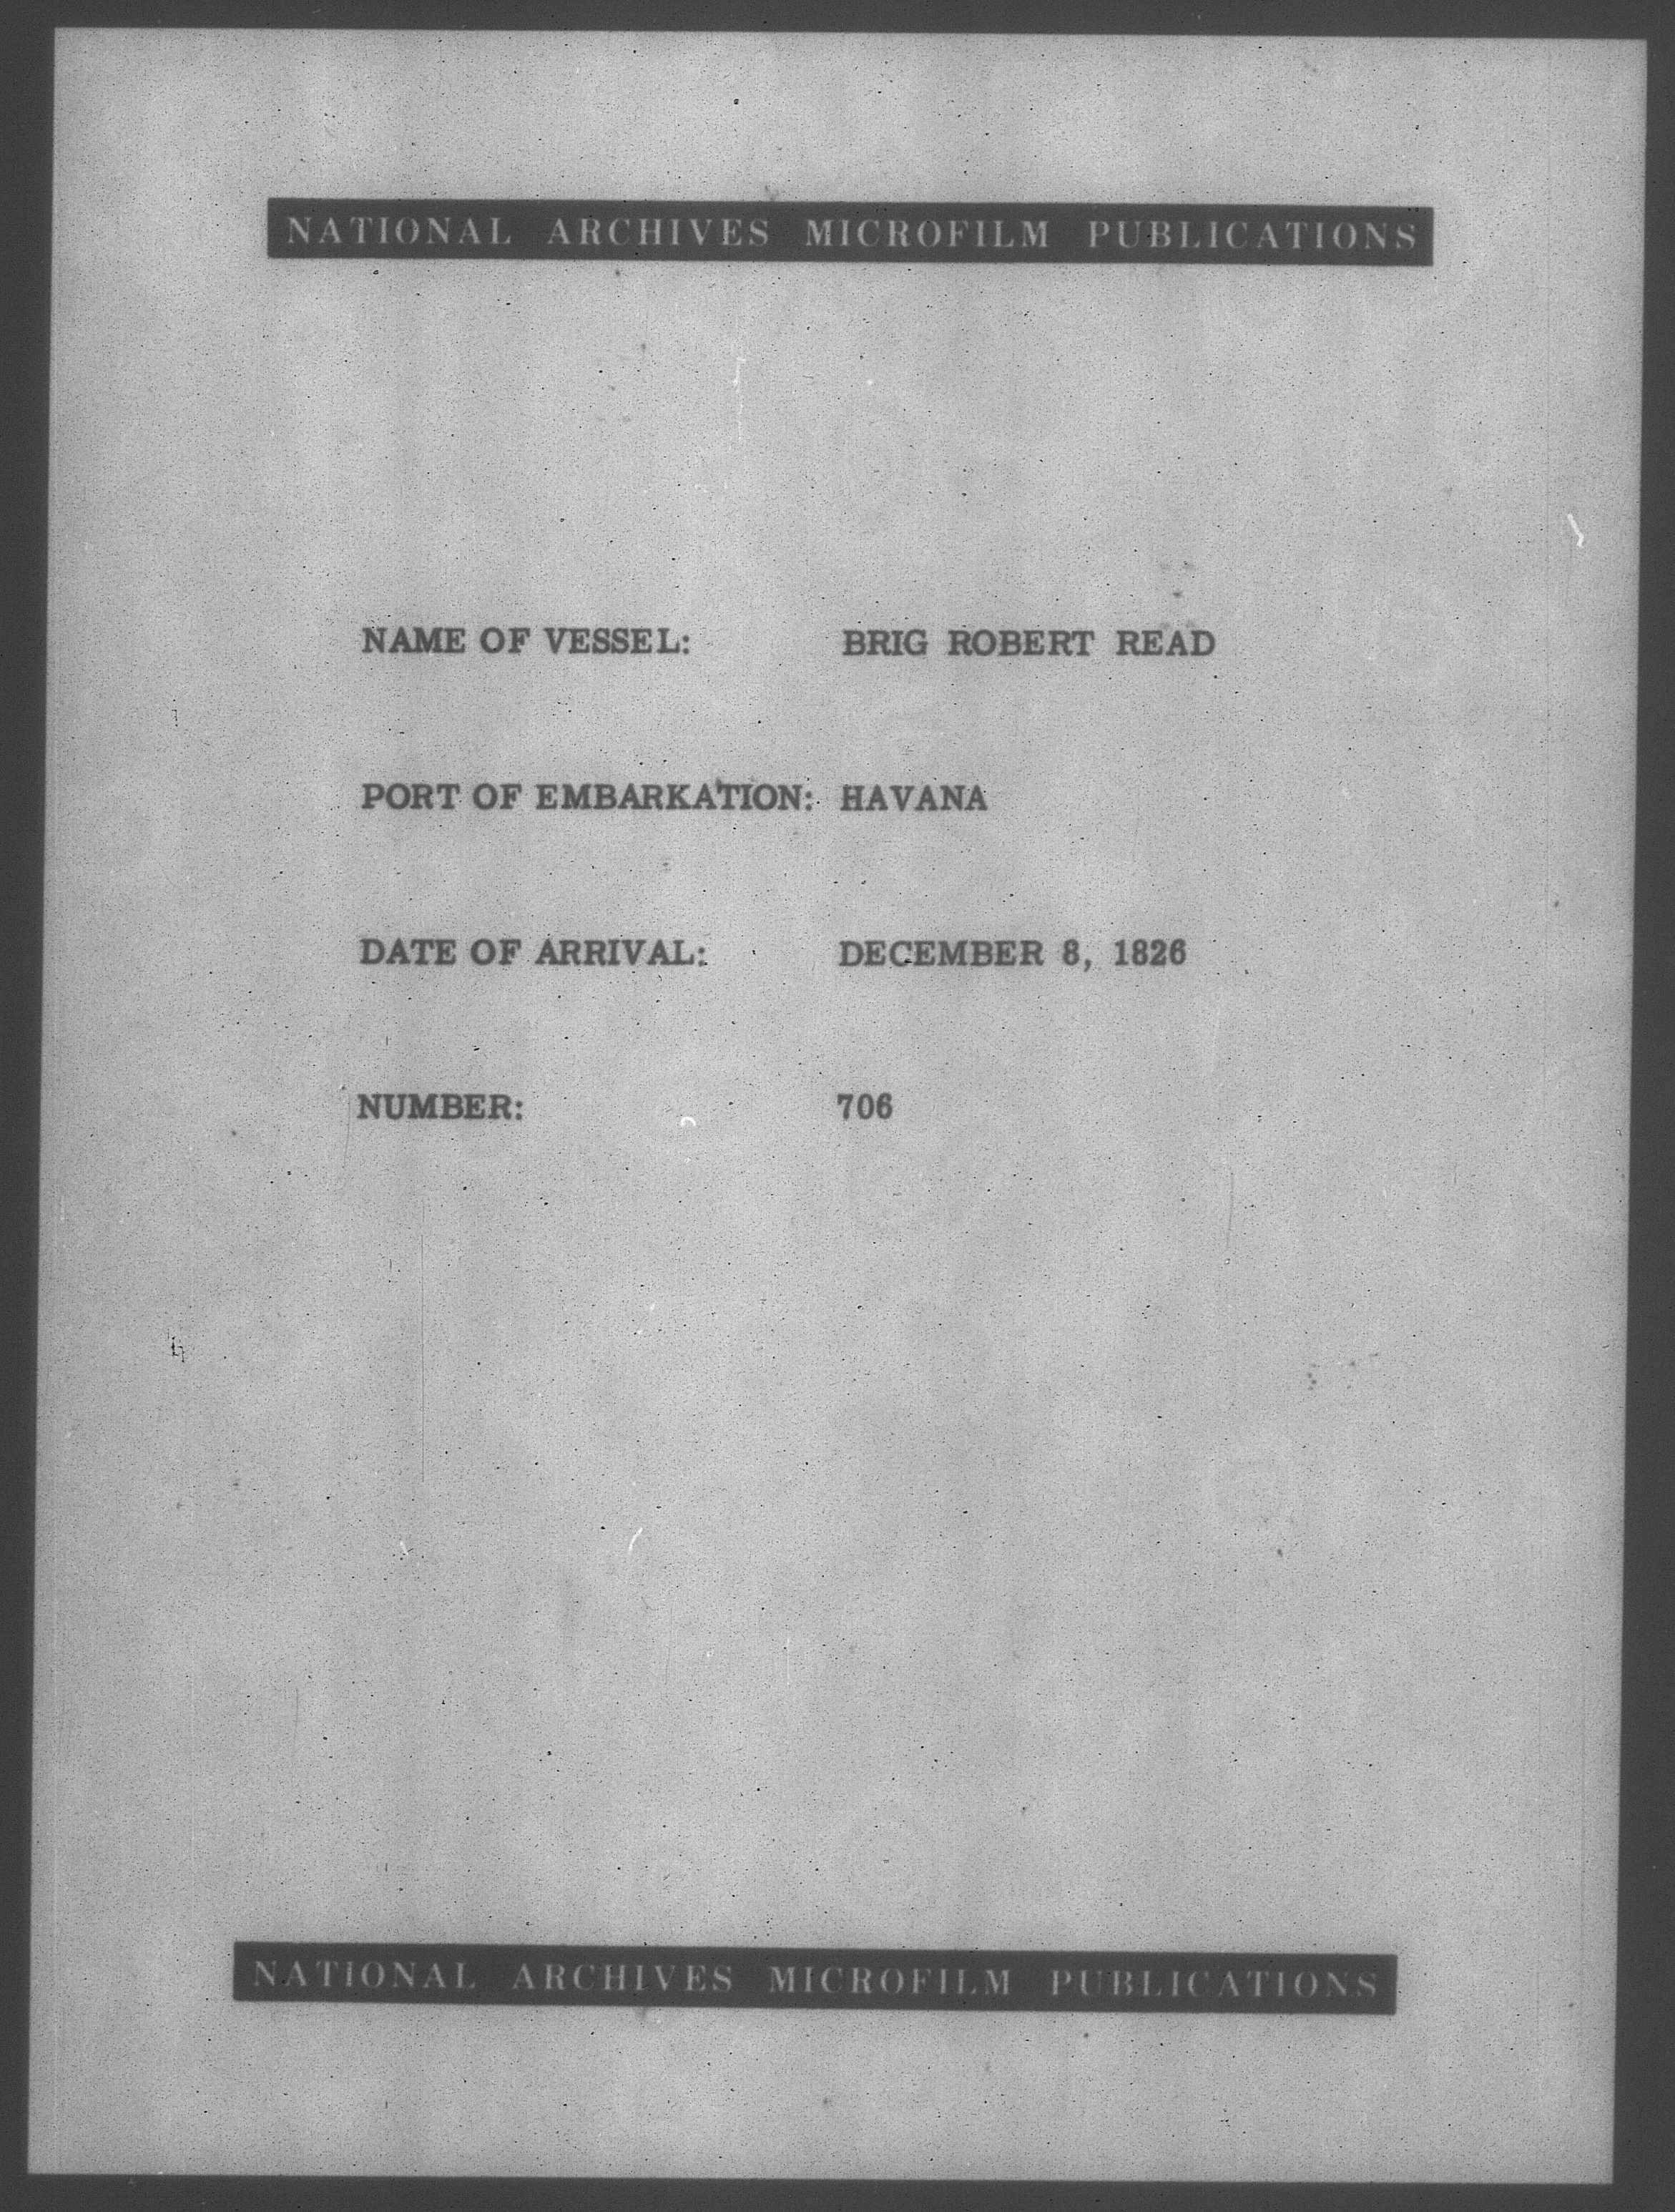 NATIONAL ARCHIVES MICROFILM PUBLICATIONS
NAME OF VESSEL: BRIG ROBERT READ
PORT OF EMBARKATION: HAVANA
DATE OF ARRIVAL: DECEMBER 8, 1826
NUMBER: 706
NATIONAL ARCHIVES MICROFILM PUBLICATIONS